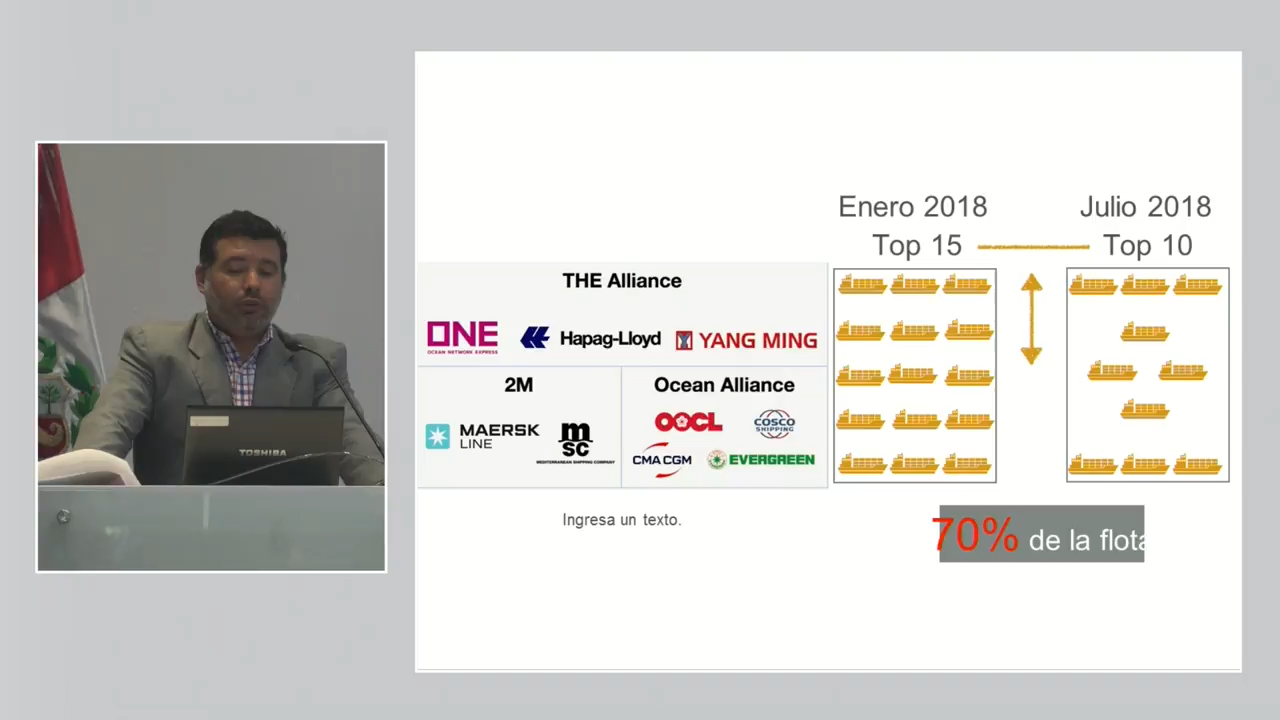 Enero 2018
Top 15
Julio 2018
Top 10
THE Alliance
ONE
OCEAN NETWORK EXPRESS
Hapag-Lloyd
YANG MING
2M
MAERSK
LINE
msc
MEDITERRANEAN SHIPPING COMPANY
Ocean Alliance
OOCL
COSCO
SHIPPING
CMA CGM
EVERGREEN
Ingresa un texto.
70% de la flota
TOSHIBA